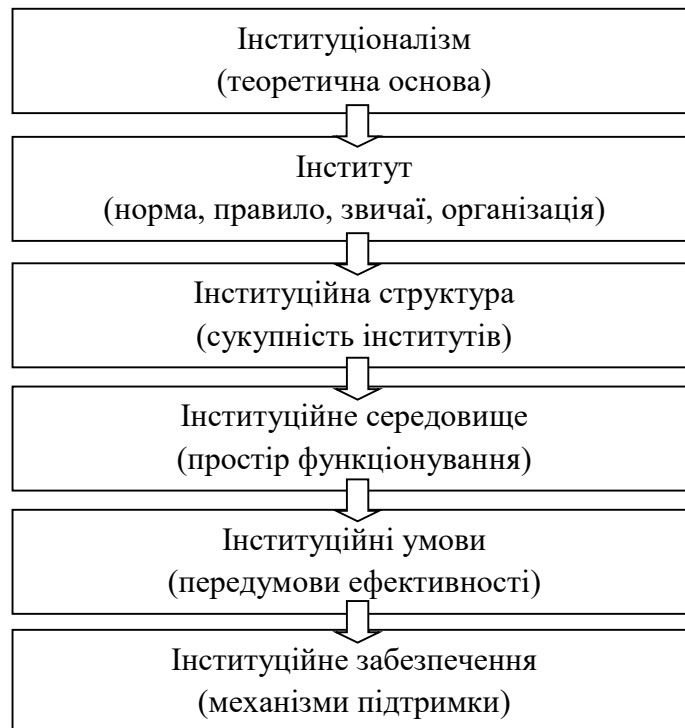 Інституціоналізм
(теоретична основа)
Інститут
(норма, правило, звичаї, організація)
Інституційна структура
(сукупність інститутів)
Інституційне середовище
(простір функціонування)
Інституційні умови
(передумови ефективності)
Інституційне забезпечення
(механізми підтримки)